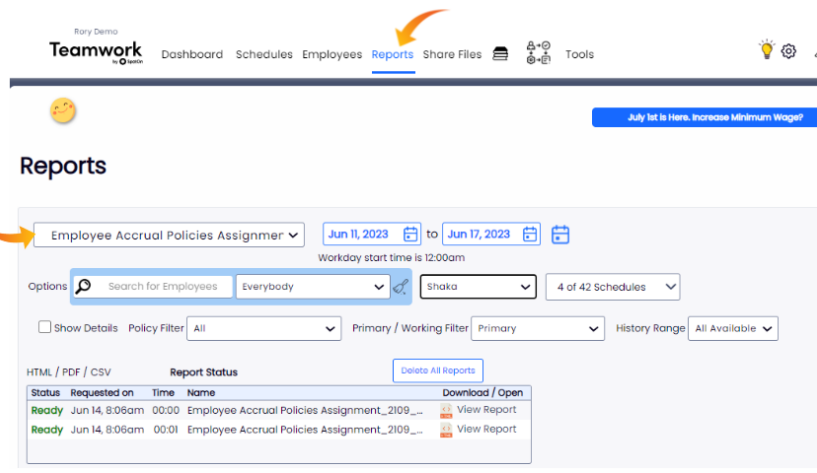 Rory Demo
Teamwork
by SpotOn
Dashboard Schedules Employees Reports Share Files Tools
July 1st is Here. Increase Minimum Wage?
Reports
Employee Accrual Policies Assignmer
Jun 11, 2023 to Jun 17, 2023
Workday start time is 12:00am
Options Search for Employees Everybody Shaka 4 of 42 Schedules
Show Details Policy Filter All Primary / Working Filter Primary History Range All Available
HTML / PDF / CSV Report Status Delete All Reports
Status Requested on Time Name Download / Open
Ready Jun 14, 8:06am 00:00 Employee Accrual Policies Assignment_2109_... View Report
Ready Jun 14, 8:06am 00:01 Employee Accrual Policies Assignment_2109_... View Report